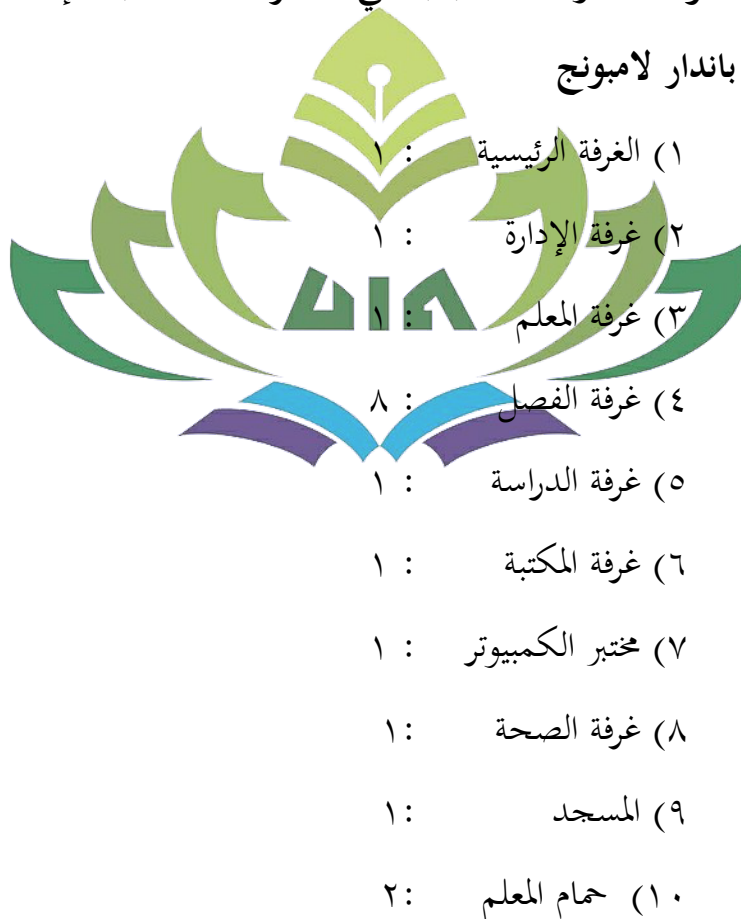 باندار لامبونج
١) الغرفة الرئيسية : ١
٢) غرفة الإدارة : ١
٣) غرفة المعلم : ١
٤) غرفة الفصل : ٨
٥) غرفة الدراسة : ١
٦) غرفة المكتبة : ١
٧) مختبر الكمبيوتر : ١
٨) غرفة الصحة : ١
٩) المسجد : ١
١٠) حمام المعلم : ٢